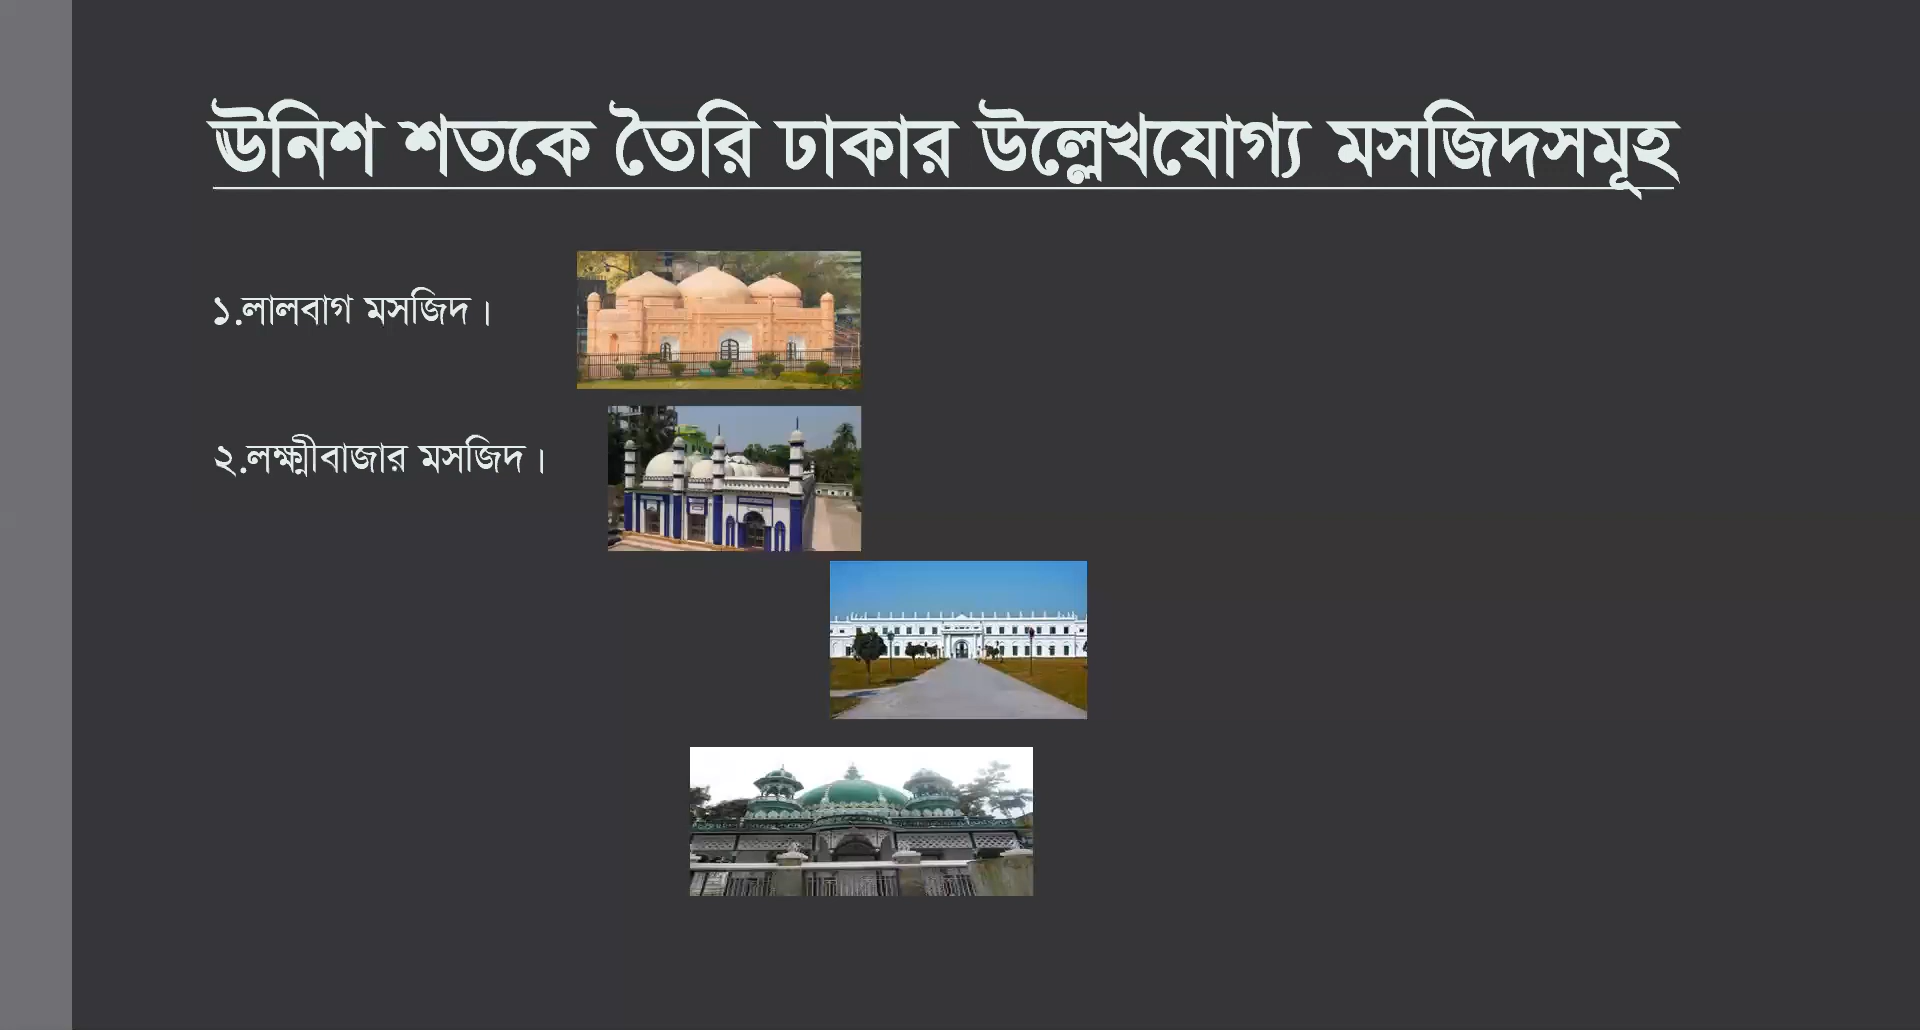 ঊনিশ শতকে তৈরি ঢাকার উল্লেখযোগ্য মসজিদসমূহ
১.লালবাগ মসজিদ।
২.লক্ষ্মীবাজার মসজিদ।